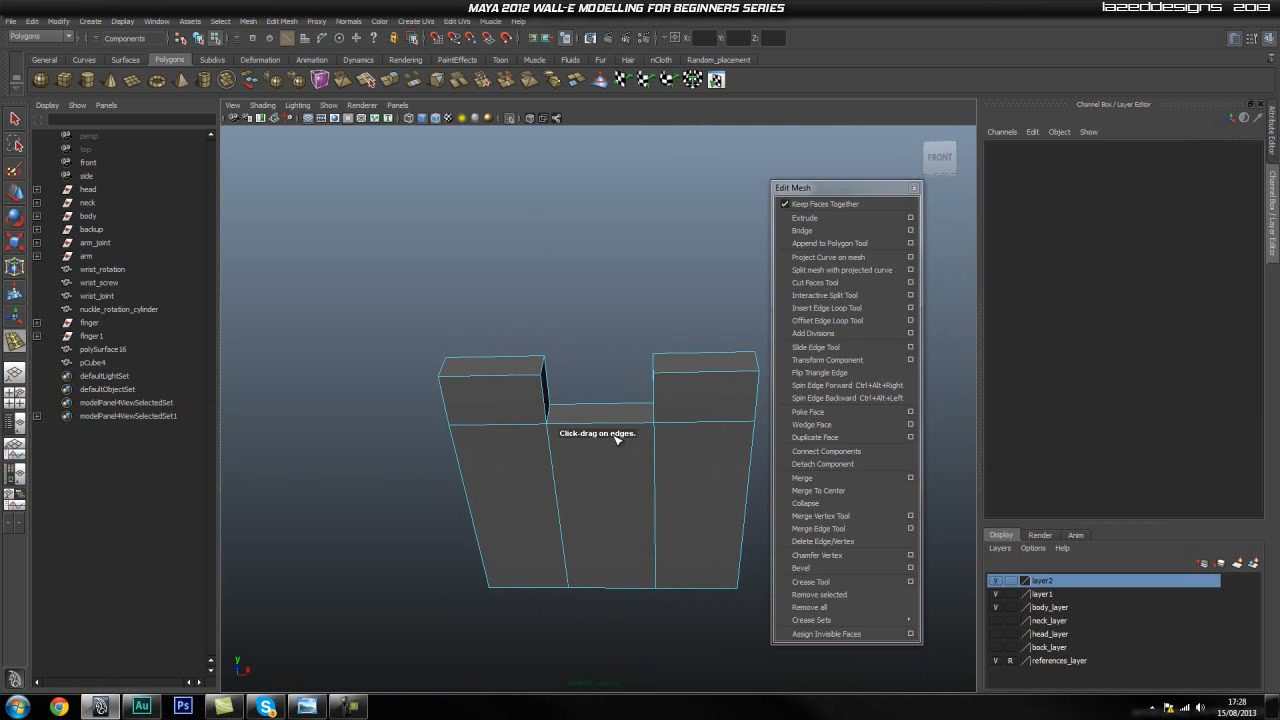 MAYA 2012 WALL-E MODELLING FOR BEGINNERS SERIES
LAZEDDESIGNS 2013
File Edit Modify Create Display Window Assets Select Mesh Edit Mesh Proxy Normals Color Create UVs Edit UVs Muscle Help
Polygons
Components
X: Y: Z:
General Curves Surfaces Polygons Subdivs Deformation Animation Dynamics Rendering PaintEffects Toon Muscle Fluids Fur Hair nCloth Random_placement
Display Show Panels
View Shading Lighting Show Renderer Panels
Channel Box / Layer Editor
Channels Edit Object Show
Attribute Editor
Channel Box / Layer Editor
persp
top
front
side
head
neck
body
backup
arm_joint
arm
wrist_rotation
wrist_screw
wrist_joint
nuckle_rotation_cylinder
finger
finger1
polySurface16
pCube4
defaultLightSet
defaultObjectSet
modelPanel4ViewSelectedSet
modelPanel4ViewSelectedSet1
FRONT
Click-drag on edges.
y
x
Edit Mesh
Keep Faces Together
Extrude
Bridge
Append to Polygon Tool
Project Curve on mesh
Split mesh with projected curve
Cut Faces Tool
Interactive Split Tool
Insert Edge Loop Tool
Offset Edge Loop Tool
Add Divisions
Slide Edge Tool
Transform Component
Flip Triangle Edge
Spin Edge Forward Ctrl+Alt+Right
Spin Edge Backward Ctrl+Alt+Left
Poke Face
Wedge Face
Duplicate Face
Connect Components
Detach Component
Merge
Merge To Center
Collapse
Merge Vertex Tool
Merge Edge Tool
Delete Edge/Vertex
Chamfer Vertex
Bevel
Crease Tool
Remove selected
Remove all
Crease Sets
Assign Invisible Faces
Display Render Anim
Layers Options Help
V layer2
V layer1
V body_layer
neck_layer
head_layer
bock_layer
V R references_layer
Au
Ps
17:28
15/08/2013